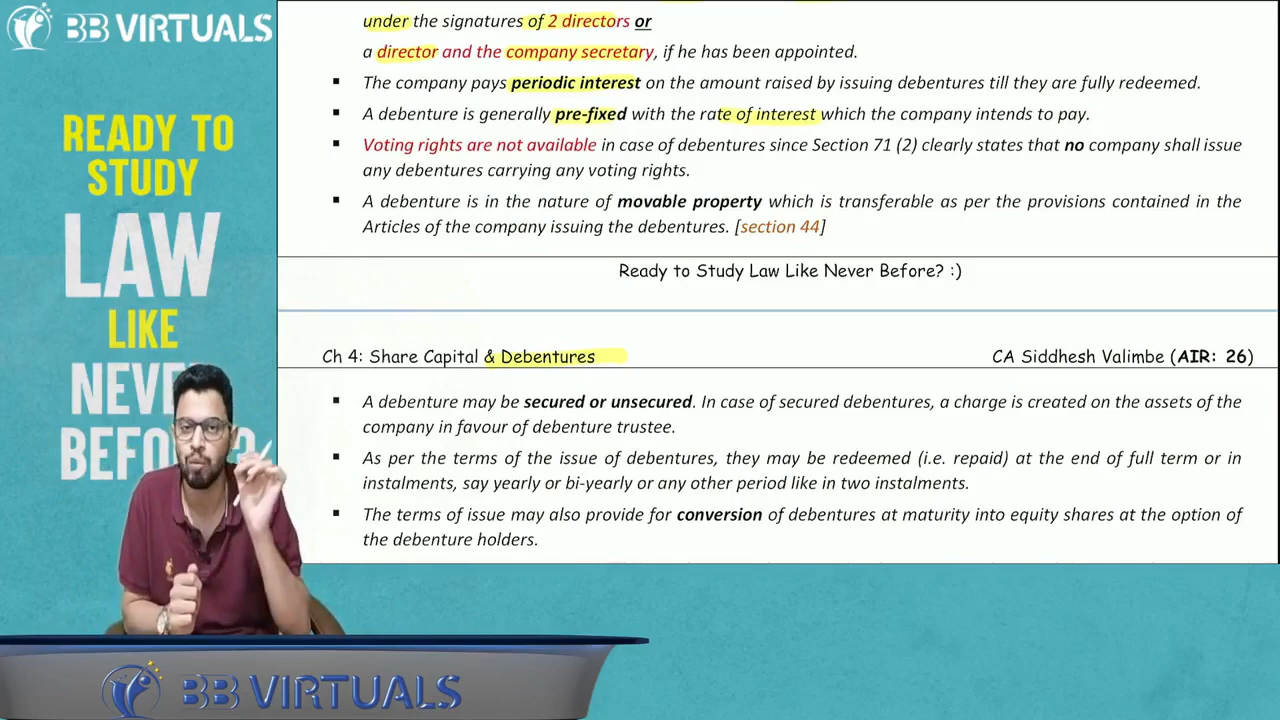 BB VIRTUALS
READY TO
STUDY
LAW
LIKE
under the signatures of 2 directors or
a director and the company secretary, if he has been appointed.
▪ The company pays periodic interest on the amount raised by issuing debentures till they are fully redeemed.
▪ A debenture is generally pre-fixed with the rate of interest which the company intends to pay.
▪ Voting rights are not available in case of debentures since Section 71 (2) clearly states that no company shall issue
any debentures carrying any voting rights.
▪ A debenture is in the nature of movable property which is transferable as per the provisions contained in the
Articles of the company issuing the debentures. [section 44]
Ready to Study Law Like Never Before? :)
Ch 4: Share Capital & Debentures CA Siddhesh Valimbe (AIR: 26)
▪ A debenture may be secured or unsecured. In case of secured debentures, a charge is created on the assets of the
company in favour of debenture trustee.
▪ As per the terms of the issue of debentures, they may be redeemed (i.e. repaid) at the end of full term or in
instalments, say yearly or bi-yearly or any other period like in two instalments.
▪ The terms of issue may also provide for conversion of debentures at maturity into equity shares at the option of
the debenture holders.
BB VIRTUALS